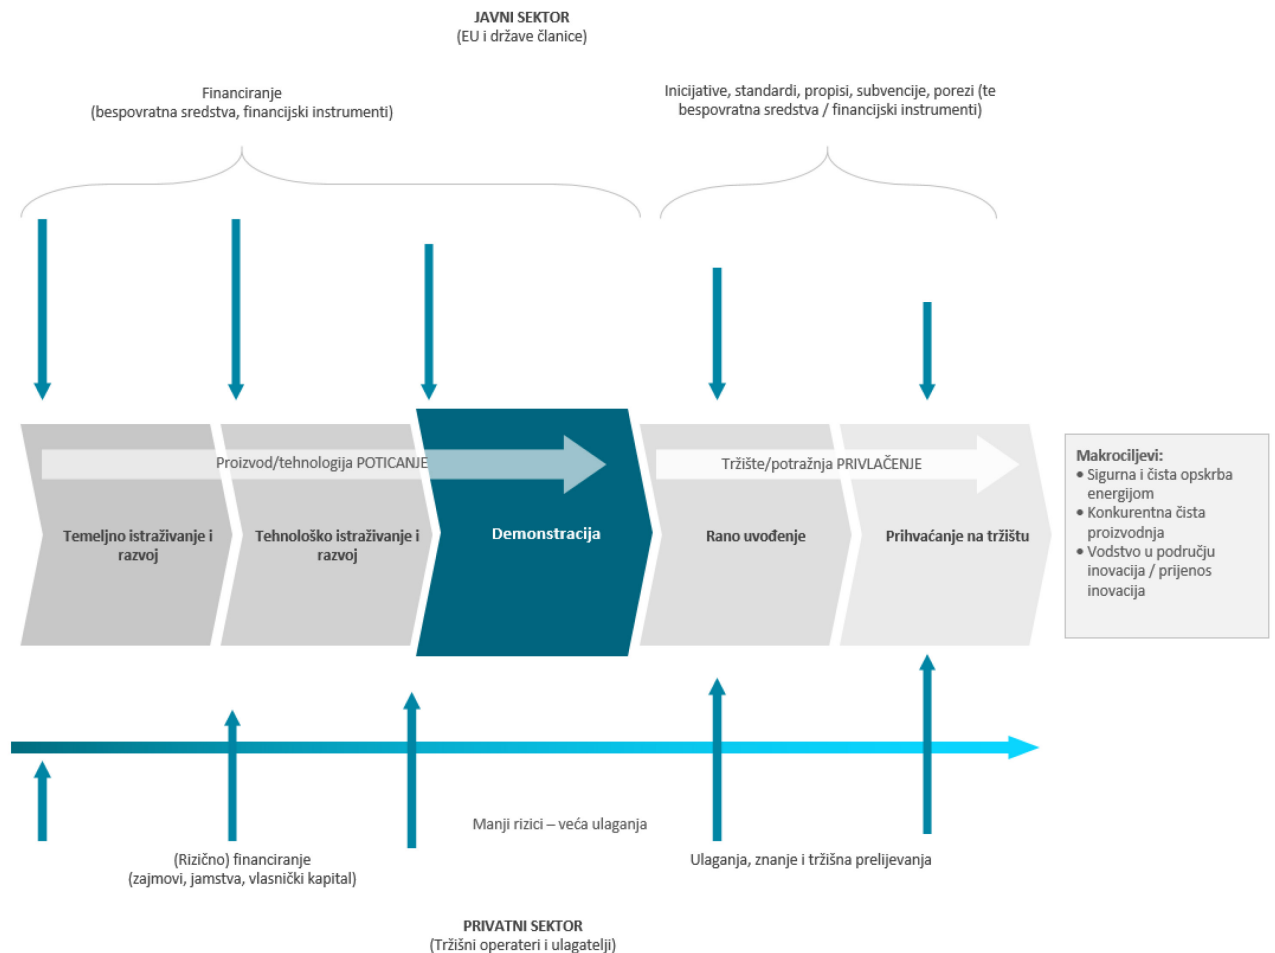 JAVNI SEKTOR
(EU i države članice)
Financiranje
(bespovratna sredstva, financijski instrumenti)
Inicijative, standardi, propisi, subvencije, porezi (te
bespovratna sredstva / financijski instrumenti)
Proizvod/tehnologija POTICANJE
Tržište/potražnja PRIVLAČENJE
Temeljno istraživanje i
razvoj
Tehnološko istraživanje i
razvoj
Demonstracija
Rano uvođenje
Prihvaćanje na tržištu
Makrociljevi:
• Sigurna i čista opskrba
energijom
• Konkurentna čista
proizvodnja
• Vodstvo u području
inovacija / prijenos
inovacija
Manji rizici – veća ulaganja
(Rizično) financiranje
(zajmovi, jamstva, vlasnički kapital)
Ulaganja, znanje i tržišna prelijevanja
PRIVATNI SEKTOR
(Tržišni operateri i ulagatelji)